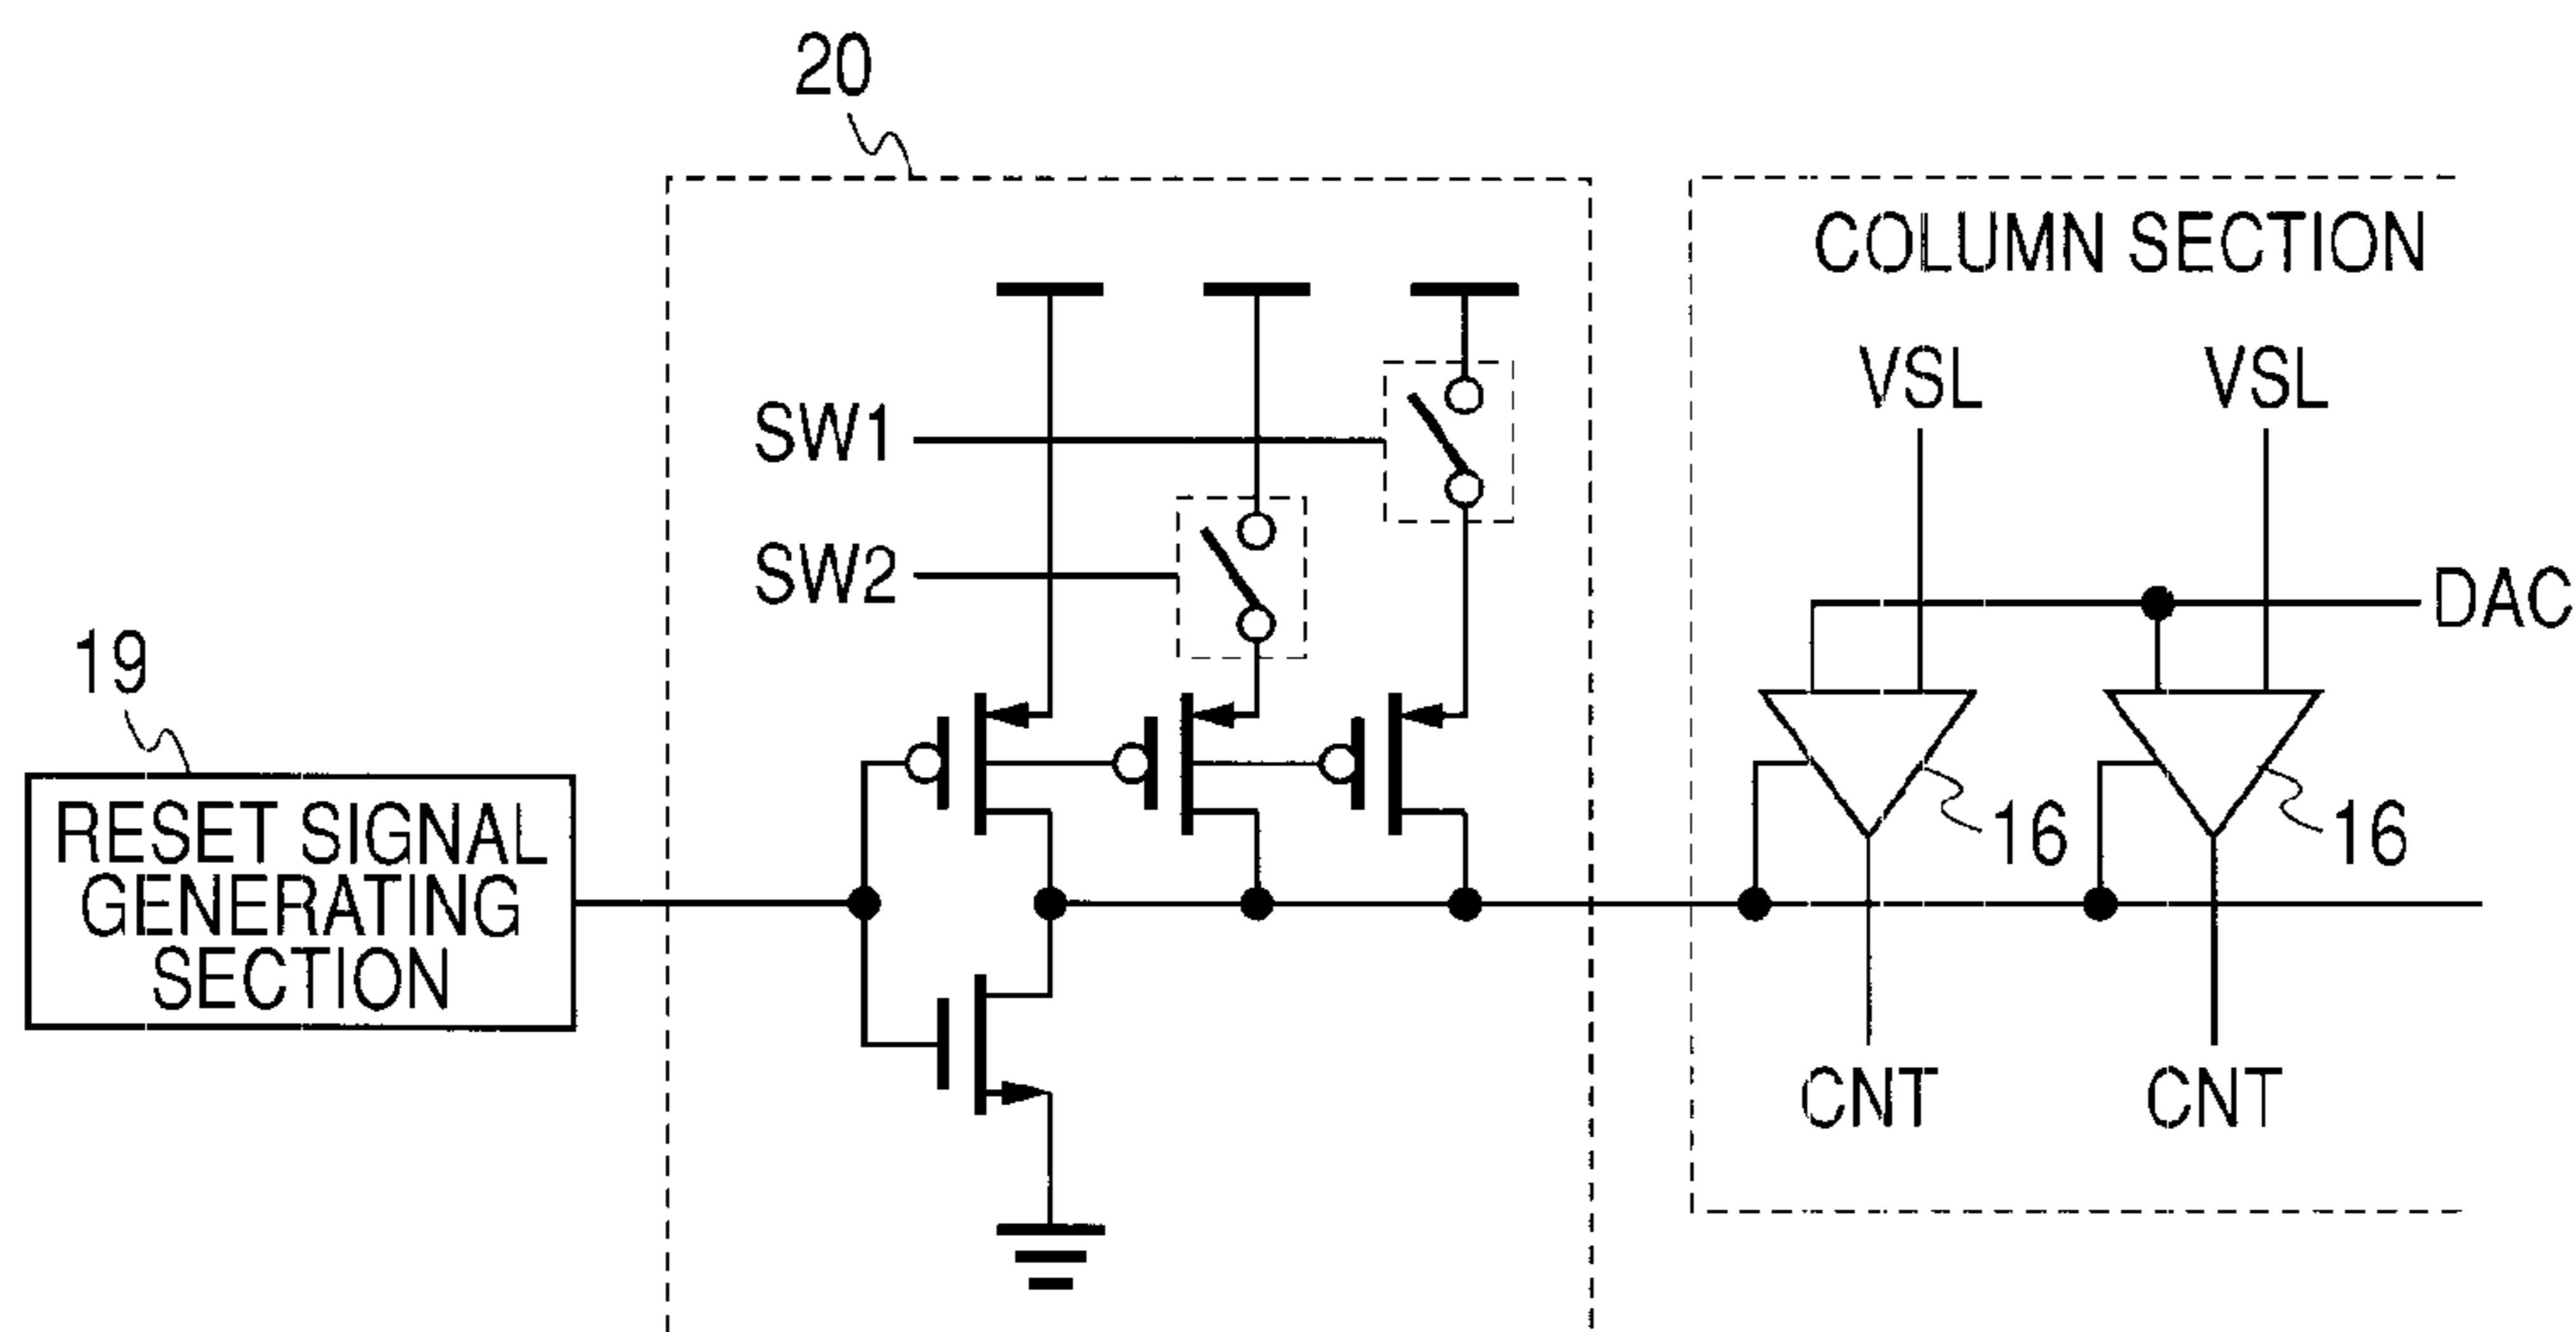 20
COLUMN SECTION
VSL VSL
SW1
SW2
DAC
19
RESET SIGNAL
GENERATING
SECTION
16 16
CNT CNT